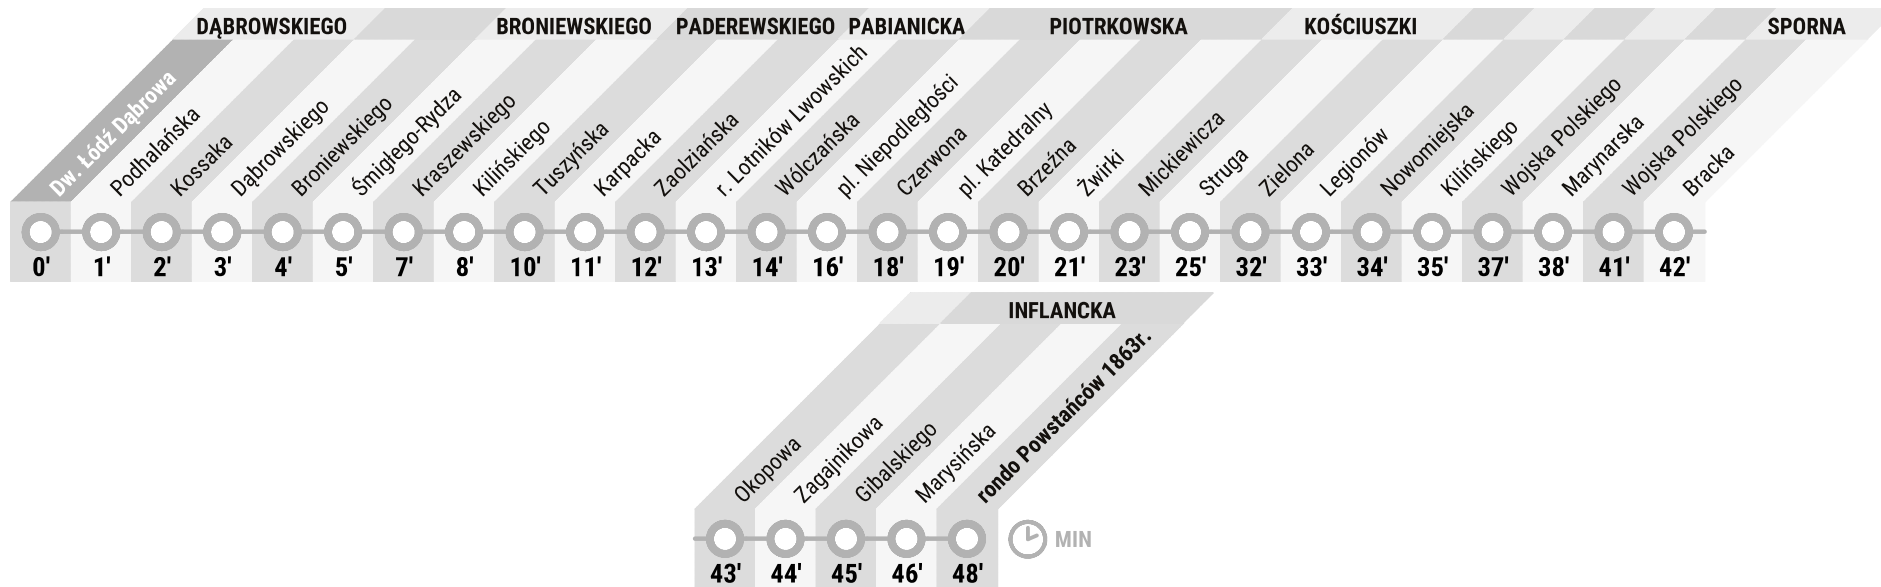 DĄBROWSKIEGO BRONIEWSKIEGO PADEREWSKIEGO PABIANICKA PIOTRKOWSKA KOŚCIUSZKI SPORNA
Dw. Łódź Dąbrowa
Podhalańska
Kossaka
Dąbrowskiego
Broniewskiego
Śmigłego-Rydza
Kraszewskiego
Kilińskiego
Tuszyńska
Karpacka
Zaolziańska
r. Lotników Lwowskich
Wólczańska
pl. Niepodległości
Czerwona
pl. Katedralny
Brzeźna
Żwirki
Mickiewicza
Struga
Zielona
Legionów
Nowomiejska
Kilińskiego
Wojska Polskiego
Marynarska
Wojska Polskiego
Bracka
0' 1' 2' 3' 4' 5' 7' 8' 10' 11' 12' 13' 14' 16' 18' 19' 20' 21' 23' 25' 32' 33' 34' 35' 37' 38' 41' 42'
INFLANCKA
Okopowa
Zagajnikowa
Gibalskiego
Marysińska
rondo Powstańców 1863r.
MIN
43' 44' 45' 46' 48'